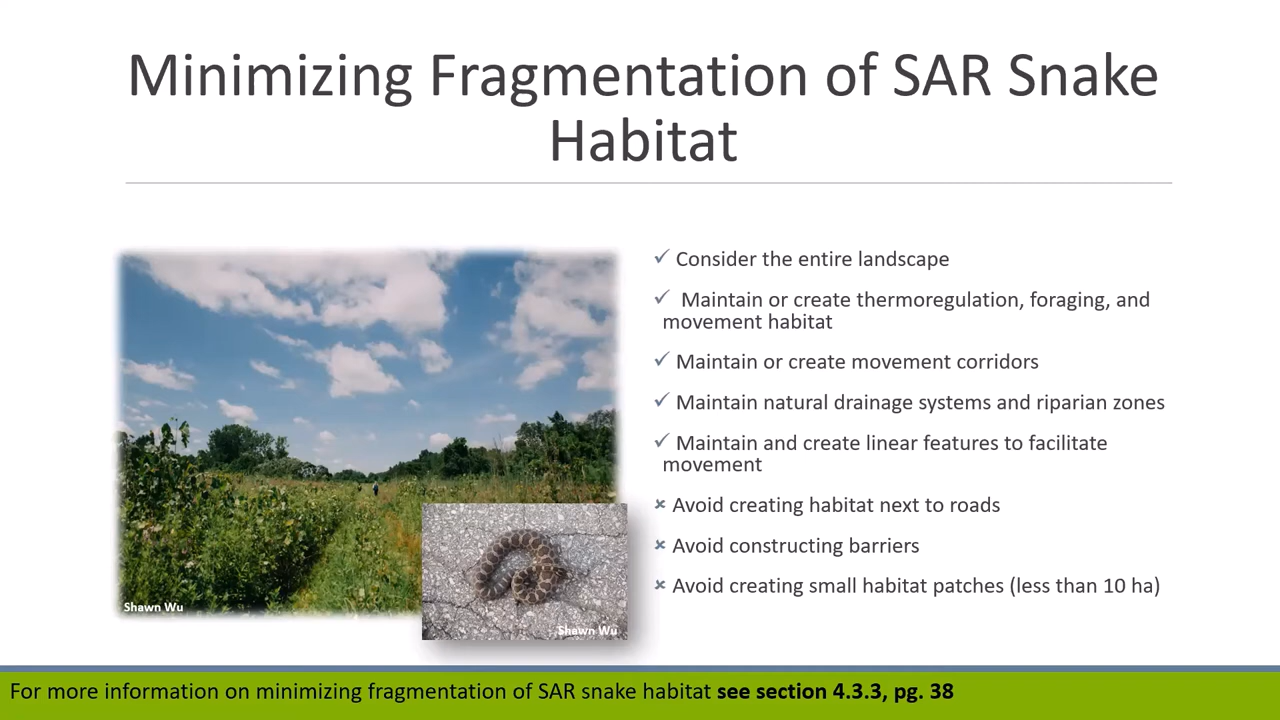 Minimizing Fragmentation of SAR Snake
Habitat
✓ Consider the entire landscape
✓ Maintain or create thermoregulation, foraging, and
movement habitat
✓ Maintain or create movement corridors
✓ Maintain natural drainage systems and riparian zones
✓ Maintain and create linear features to facilitate
movement
× Avoid creating habitat next to roads
× Avoid constructing barriers
× Avoid creating small habitat patches (less than 10 ha)
Shawn Wu
Shawn Wu
For more information on minimizing fragmentation of SAR snake habitat see section 4.3.3, pg. 38